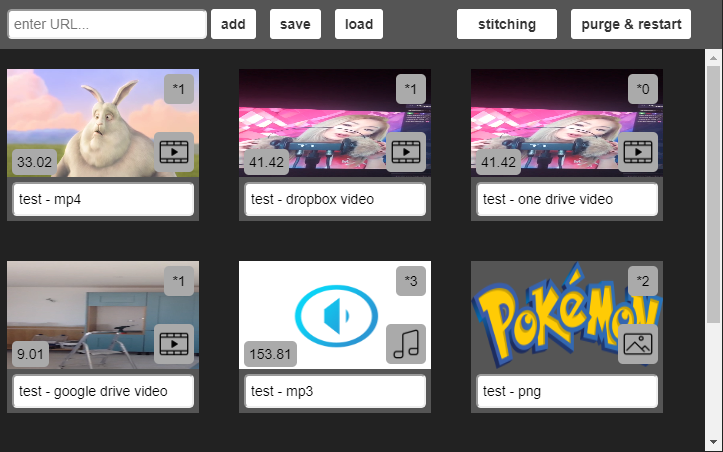 enter URL... add save load stitching purge & restart
*1 *1 *0
33.02 41.42 41.42
test - mp4 test - dropbox video test - one drive video
*1 *3 *2
POKéMON
9.01 153.81
test - google drive video test - mp3 test - png